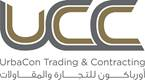 UCC
UrbaCon Trading & Contracting
أورباكون للتجارة والمقاولات